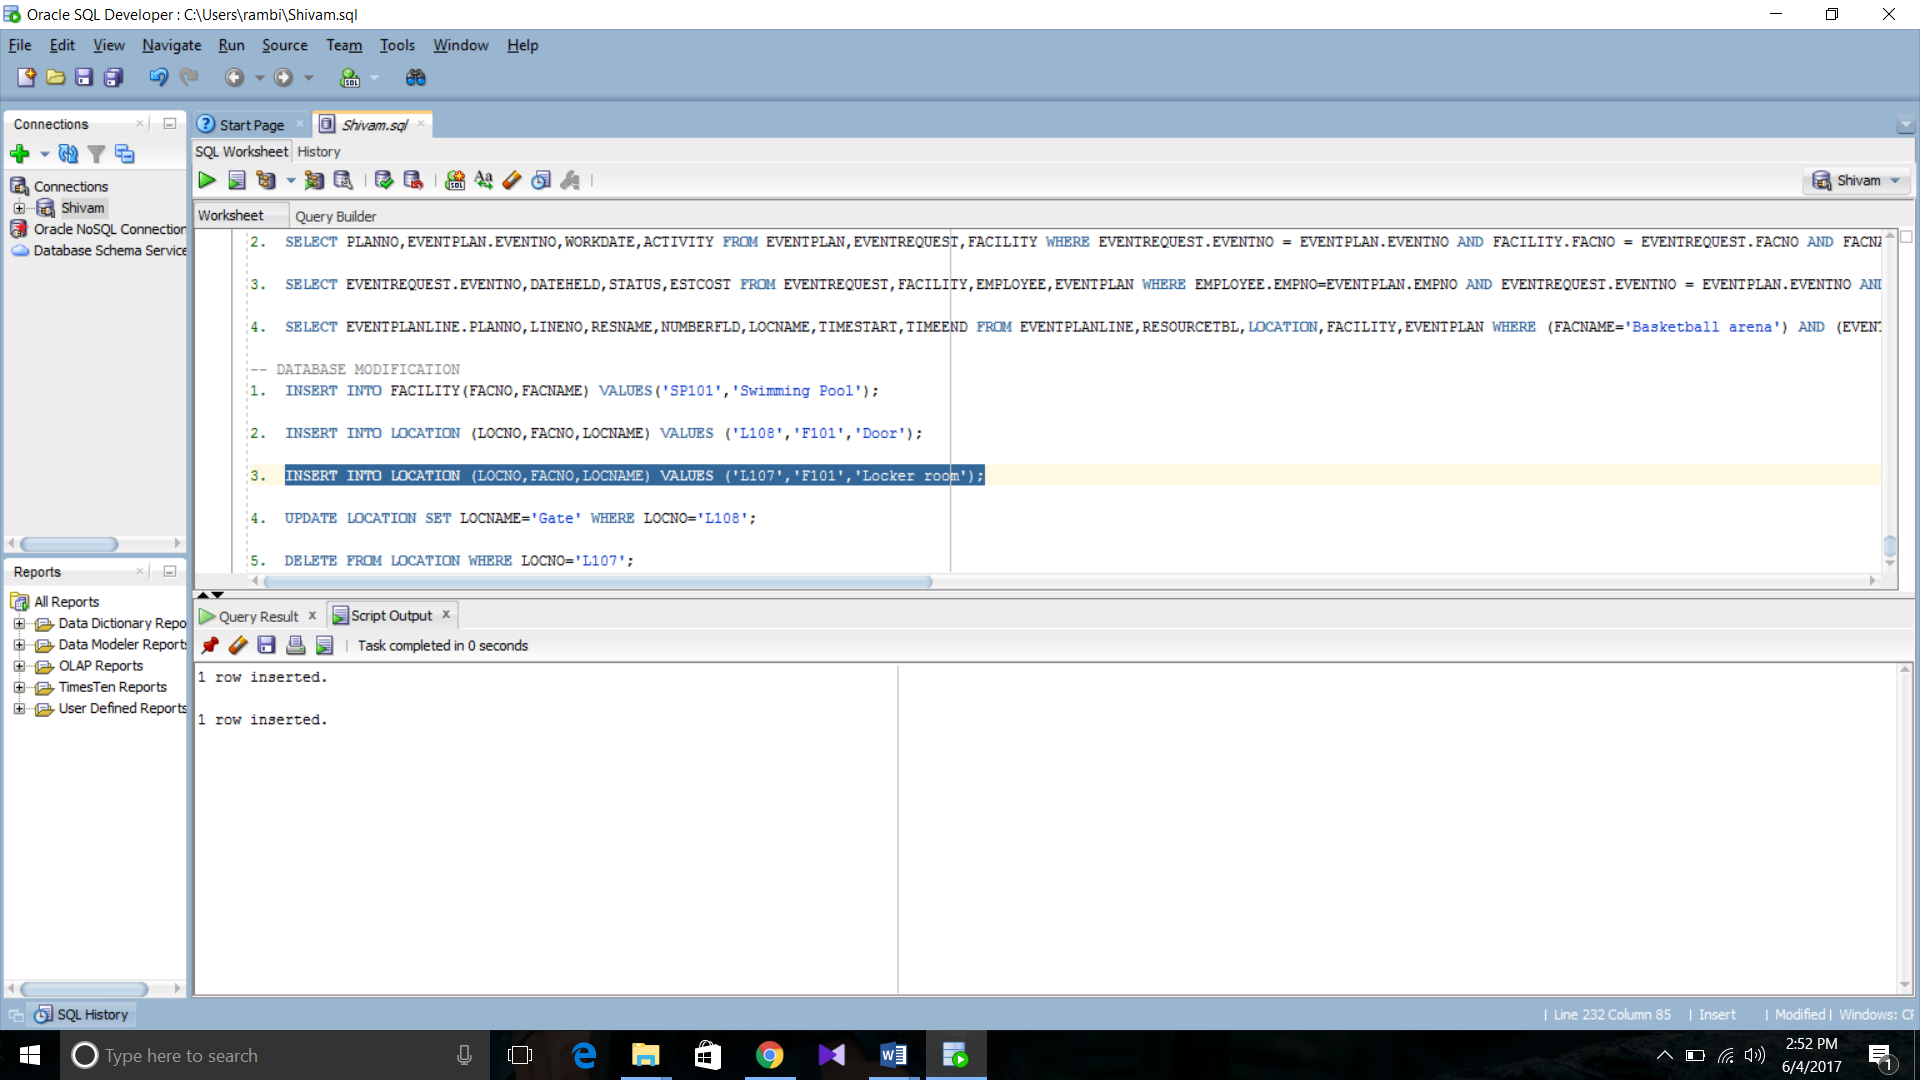 Oracle SQL Developer : C:\Users\rambi\Shivam.sql
File Edit View Navigate Run Source Team Tools Window Help
Connections
Start Page
Shivam.sql
SQL Worksheet History
Connections
Shivam
Oracle NoSQL Connection
Database Schema Service
Shivam
Worksheet Query Builder
2. SELECT PLANNO,EVENTPLAN.EVENTNO,WORKDATE,ACTIVITY FROM EVENTPLAN,EVENTREQUEST,FACILITY WHERE EVENTREQUEST.EVENTNO = EVENTPLAN.EVENTNO AND FACILITY.FACNO = EVENTREQUEST.FACNO AND FACNA
3. SELECT EVENTREQUEST.EVENTNO,DATEHELD,STATUS,ESTCOST FROM EVENTREQUEST,FACILITY,EMPLOYEE,EVENTPLAN WHERE EMPLOYEE.EMPNO=EVENTPLAN.EMPNO AND EVENTREQUEST.EVENTNO = EVENTPLAN.EVENTNO AND
4. SELECT EVENTPLANLINE.PLANNO,LINENO,RESNAME,NUMBERFLD,LOCNAME,TIMESTART,TIMEEND FROM EVENTPLANLINE,RESOURCETBL,LOCATION,FACILITY,EVENTPLAN WHERE (FACNAME='Basketball arena') AND (EVENT
-- DATABASE MODIFICATION
1. INSERT INTO FACILITY(FACNO,FACNAME) VALUES('SP101','Swimming Pool');
2. INSERT INTO LOCATION (LOCNO,FACNO,LOCNAME) VALUES ('L108','F101','Door');
3. INSERT INTO LOCATION (LOCNO,FACNO,LOCNAME) VALUES ('L107','F101','Locker room');
4. UPDATE LOCATION SET LOCNAME='Gate' WHERE LOCNO='L108';
5. DELETE FROM LOCATION WHERE LOCNO='L107';
Reports
All Reports
Data Dictionary Repo
Data Modeler Reports
OLAP Reports
TimesTen Reports
User Defined Reports
Query Result x Script Output x
Task completed in 0 seconds
1 row inserted.
1 row inserted.
SQL History
| Line 232 Column 85 | Insert | Modified | Windows: CF
Type here to search
2:52 PM
6/4/2017
1